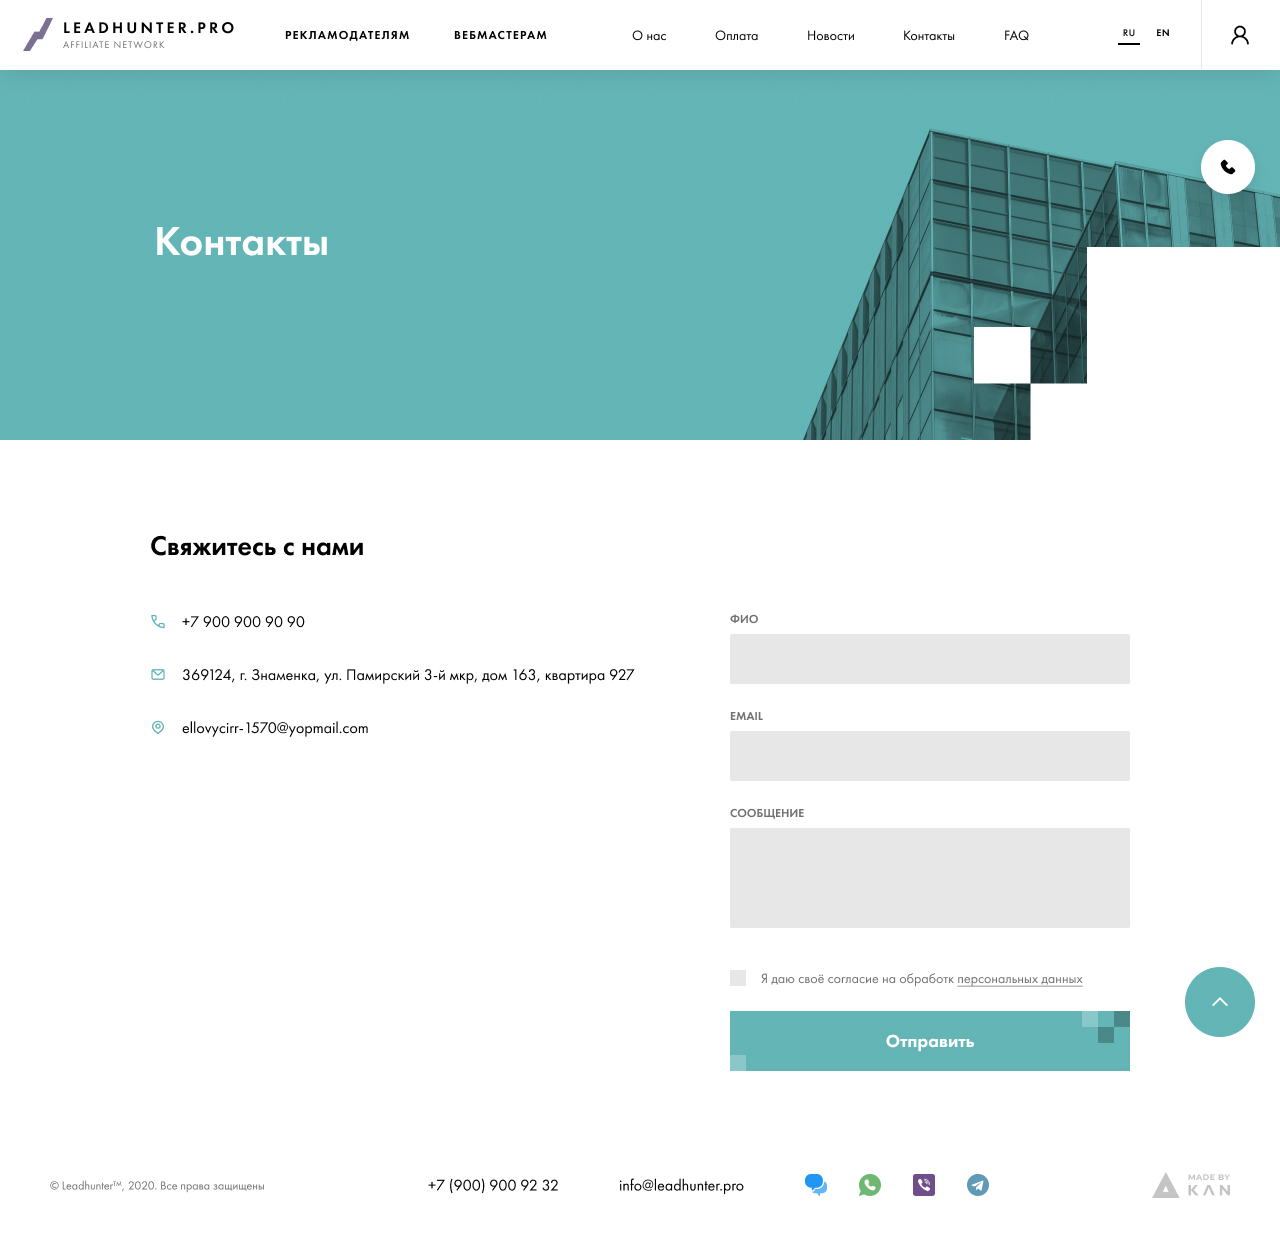 LEADHUNTER.PRO
AFFILIATE NETWORK
РЕКЛАМОДАТЕЛЯМ
ВЕБМАСТЕРАМ
О нас
Оплата
Новости
Контакты
FAQ
RU
EN
Контакты
Свяжитесь с нами
+7 900 900 90 90
369124, г. Знаменка, ул. Памирский 3-й мкр, дом 163, квартира 927
ellovycirr-1570@yopmail.com
ФИО
EMAIL
СООБЩЕНИЕ
Я даю своё согласие на обработк персональных данных
Отправить
© Leadhunter™, 2020. Все права защищены
+7 (900) 900 92 32
info@leadhunter.pro
MADE BY
KAN